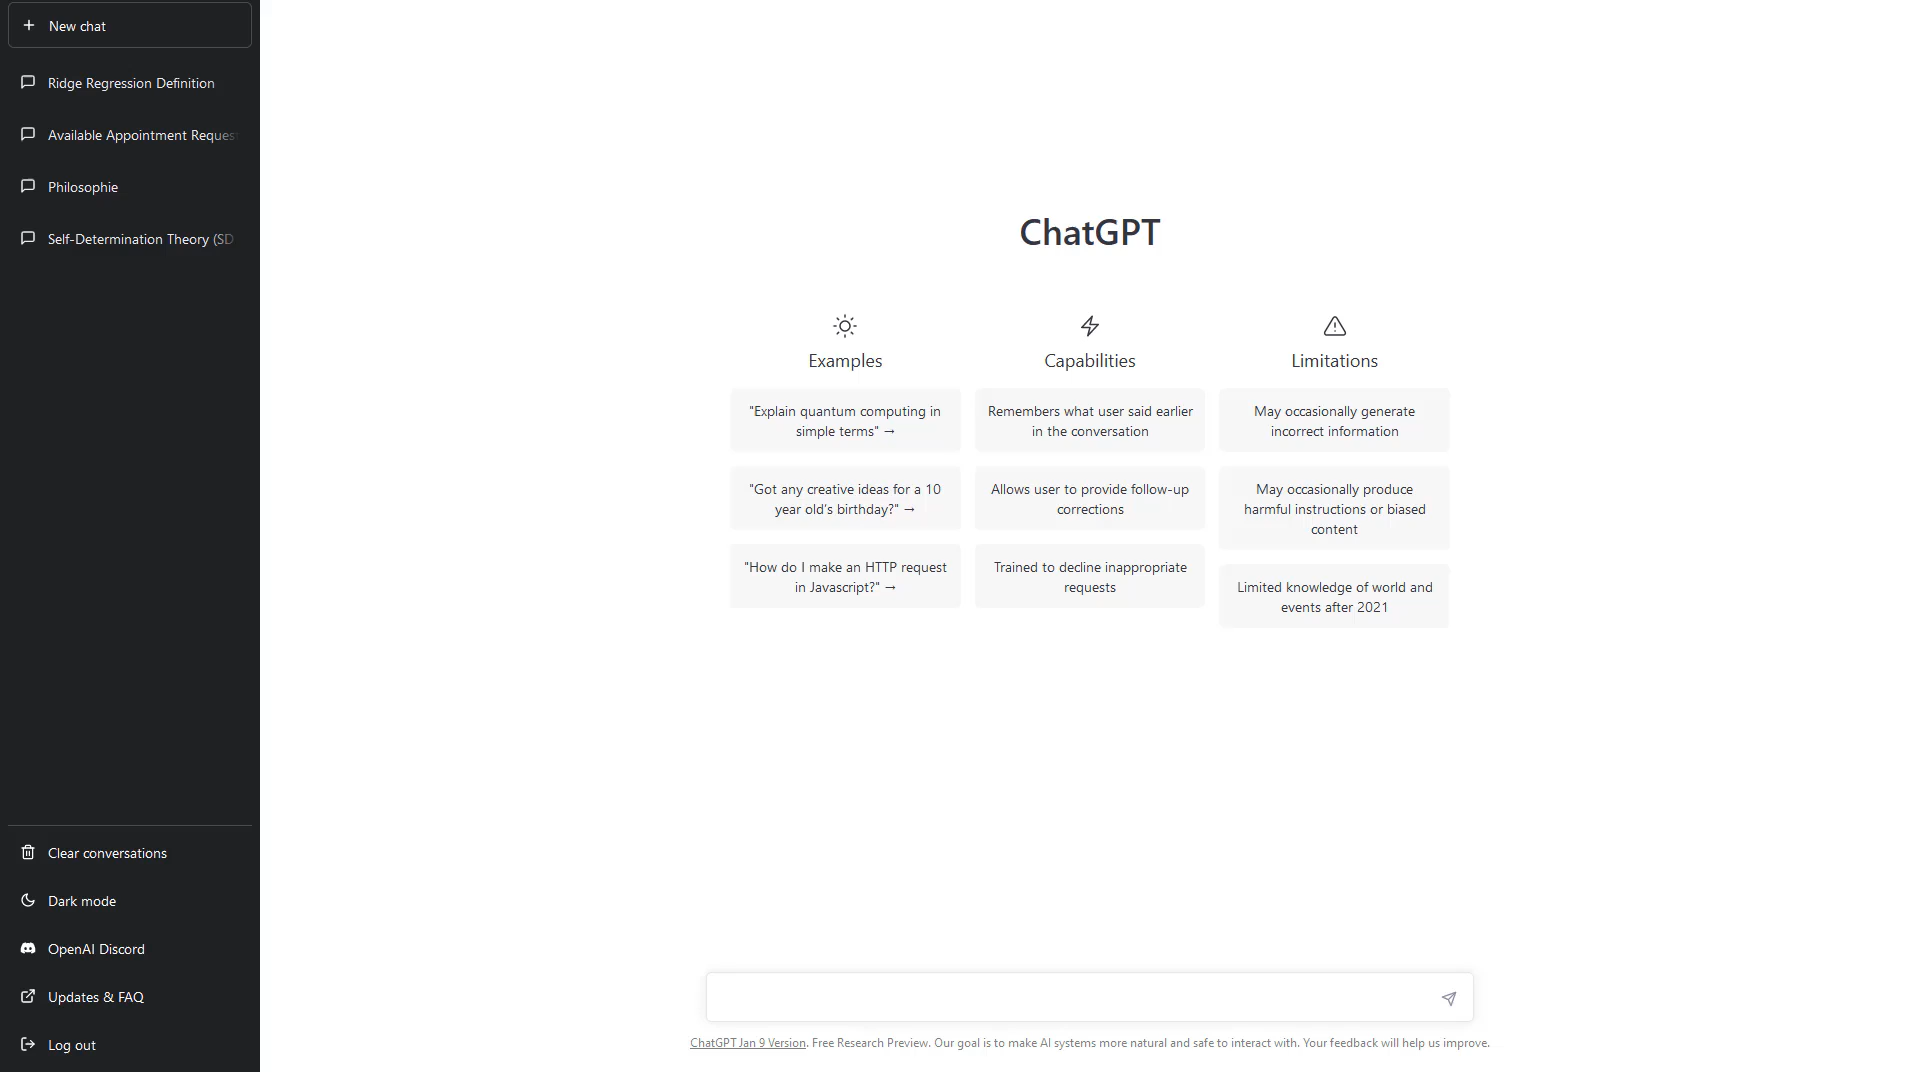 New chat
Ridge Regression Definition
Available Appointment Reques
Philosophie
Self-Determination Theory (SD
Clear conversations
Dark mode
OpenAI Discord
Updates & FAQ
Log out
ChatGPT
Examples
"Explain quantum computing in
simple terms" →
"Got any creative ideas for a 10
year old's birthday?" →
"How do I make an HTTP request
in Javascript?" →
Capabilities
Remembers what user said earlier
in the conversation
Allows user to provide follow-up
corrections
Trained to decline inappropriate
requests
Limitations
May occasionally generate
incorrect information
May occasionally produce
harmful instructions or biased
content
Limited knowledge of world and
events after 2021
ChatGPT Jan 9 Version. Free Research Preview. Our goal is to make AI systems more natural and safe to interact with. Your feedback will help us improve.